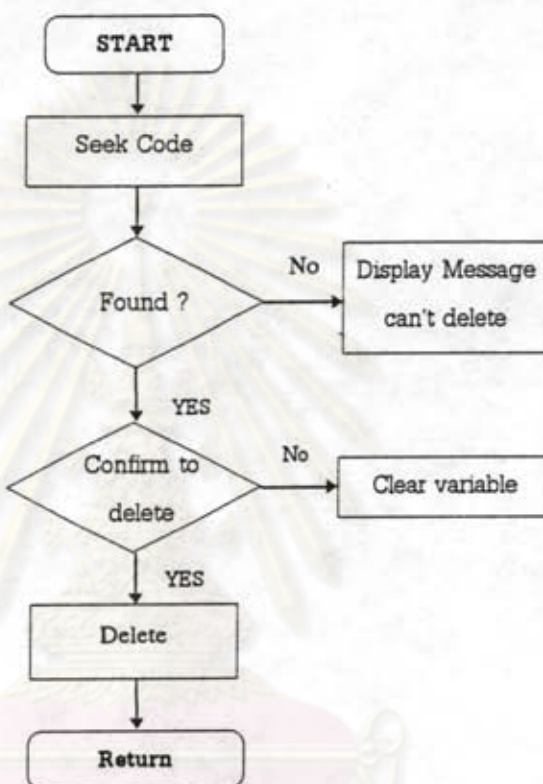 START
Seek Code
Found ?
No
Display Message
can't delete
YES
Confirm to
delete
No
Clear variable
YES
Delete
Return